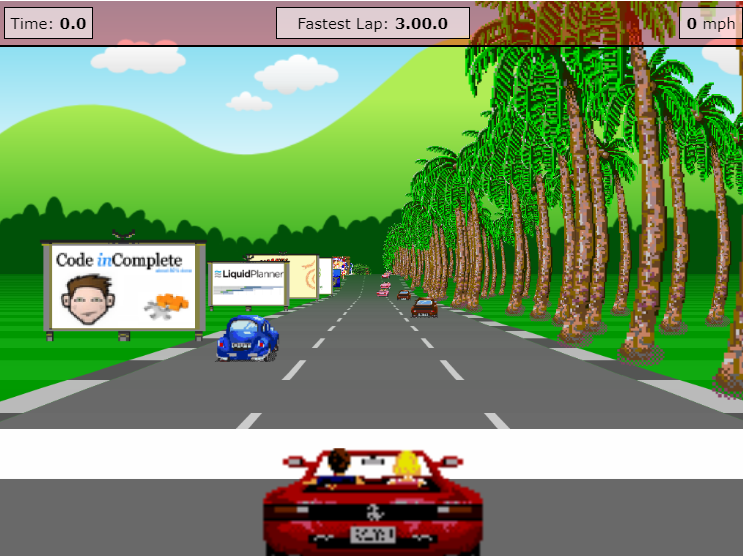 Time: 0.0
Fastest Lap: 3.00.0
0 mph
Code inComplete
LiquidPlanner